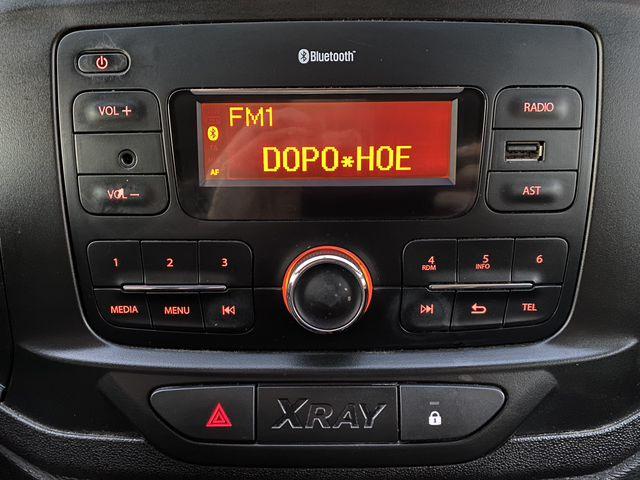 Bluetooth
VOL +
RADIO
FM1
DOPO*HOE
AF
VOL –
AST
1
2
3
4
RDM
5
INFO
6
MEDIA
MENU
TEL
XRAY